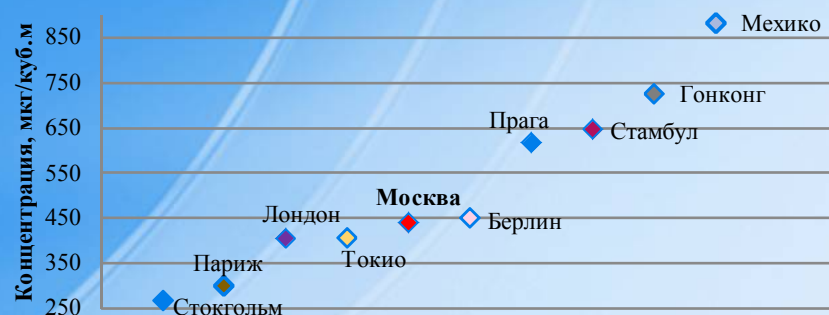 Концентрация, мкг/куб.м
850
750
650
550
450
350
250
Мехико
Гонконг
Прага
Стамбул
Москва
Лондон
Берлин
Токио
Париж
Стокгольм